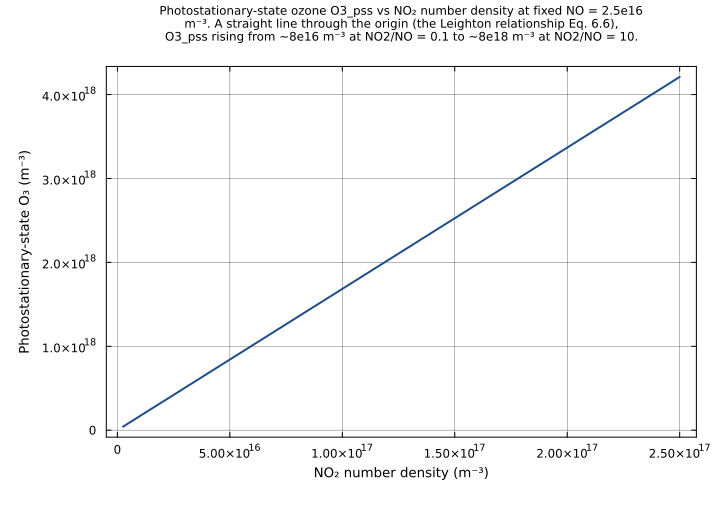 Photostationary-state ozone O3_pss vs NO₂ number density at fixed NO = 2.5e16
m⁻³. A straight line through the origin (the Leighton relationship Eq. 6.6),
O3_pss rising from ~8e16 m⁻³ at NO2/NO = 0.1 to ~8e18 m⁻³ at NO2/NO = 10.
Photostationary-state O₃ (m⁻³)
4.0×10¹⁸
3.0×10¹⁸
2.0×10¹⁸
1.0×10¹⁸
0
0 5.00×10¹⁶ 1.00×10¹⁷ 1.50×10¹⁷ 2.00×10¹⁷ 2.50×10¹⁷
NO₂ number density (m⁻³)